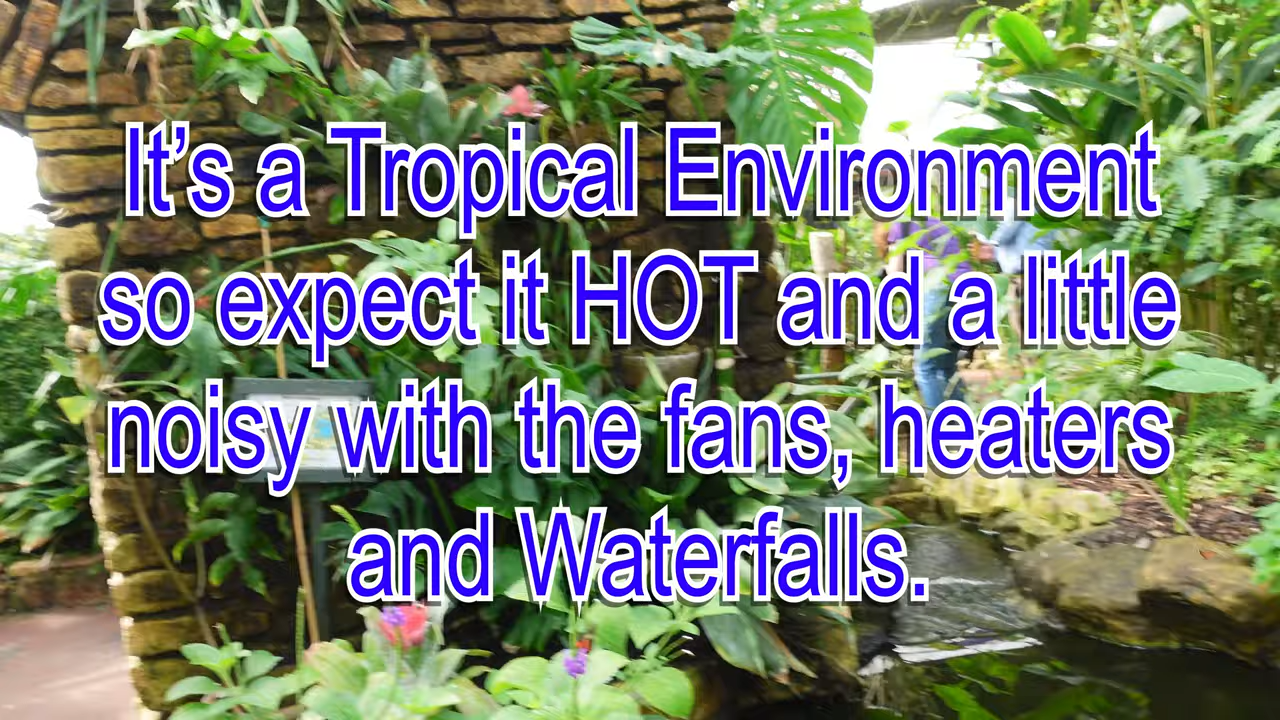 It’s a Tropical Environment
so expect it HOT and a little
noisy with the fans, heaters
and Waterfalls.